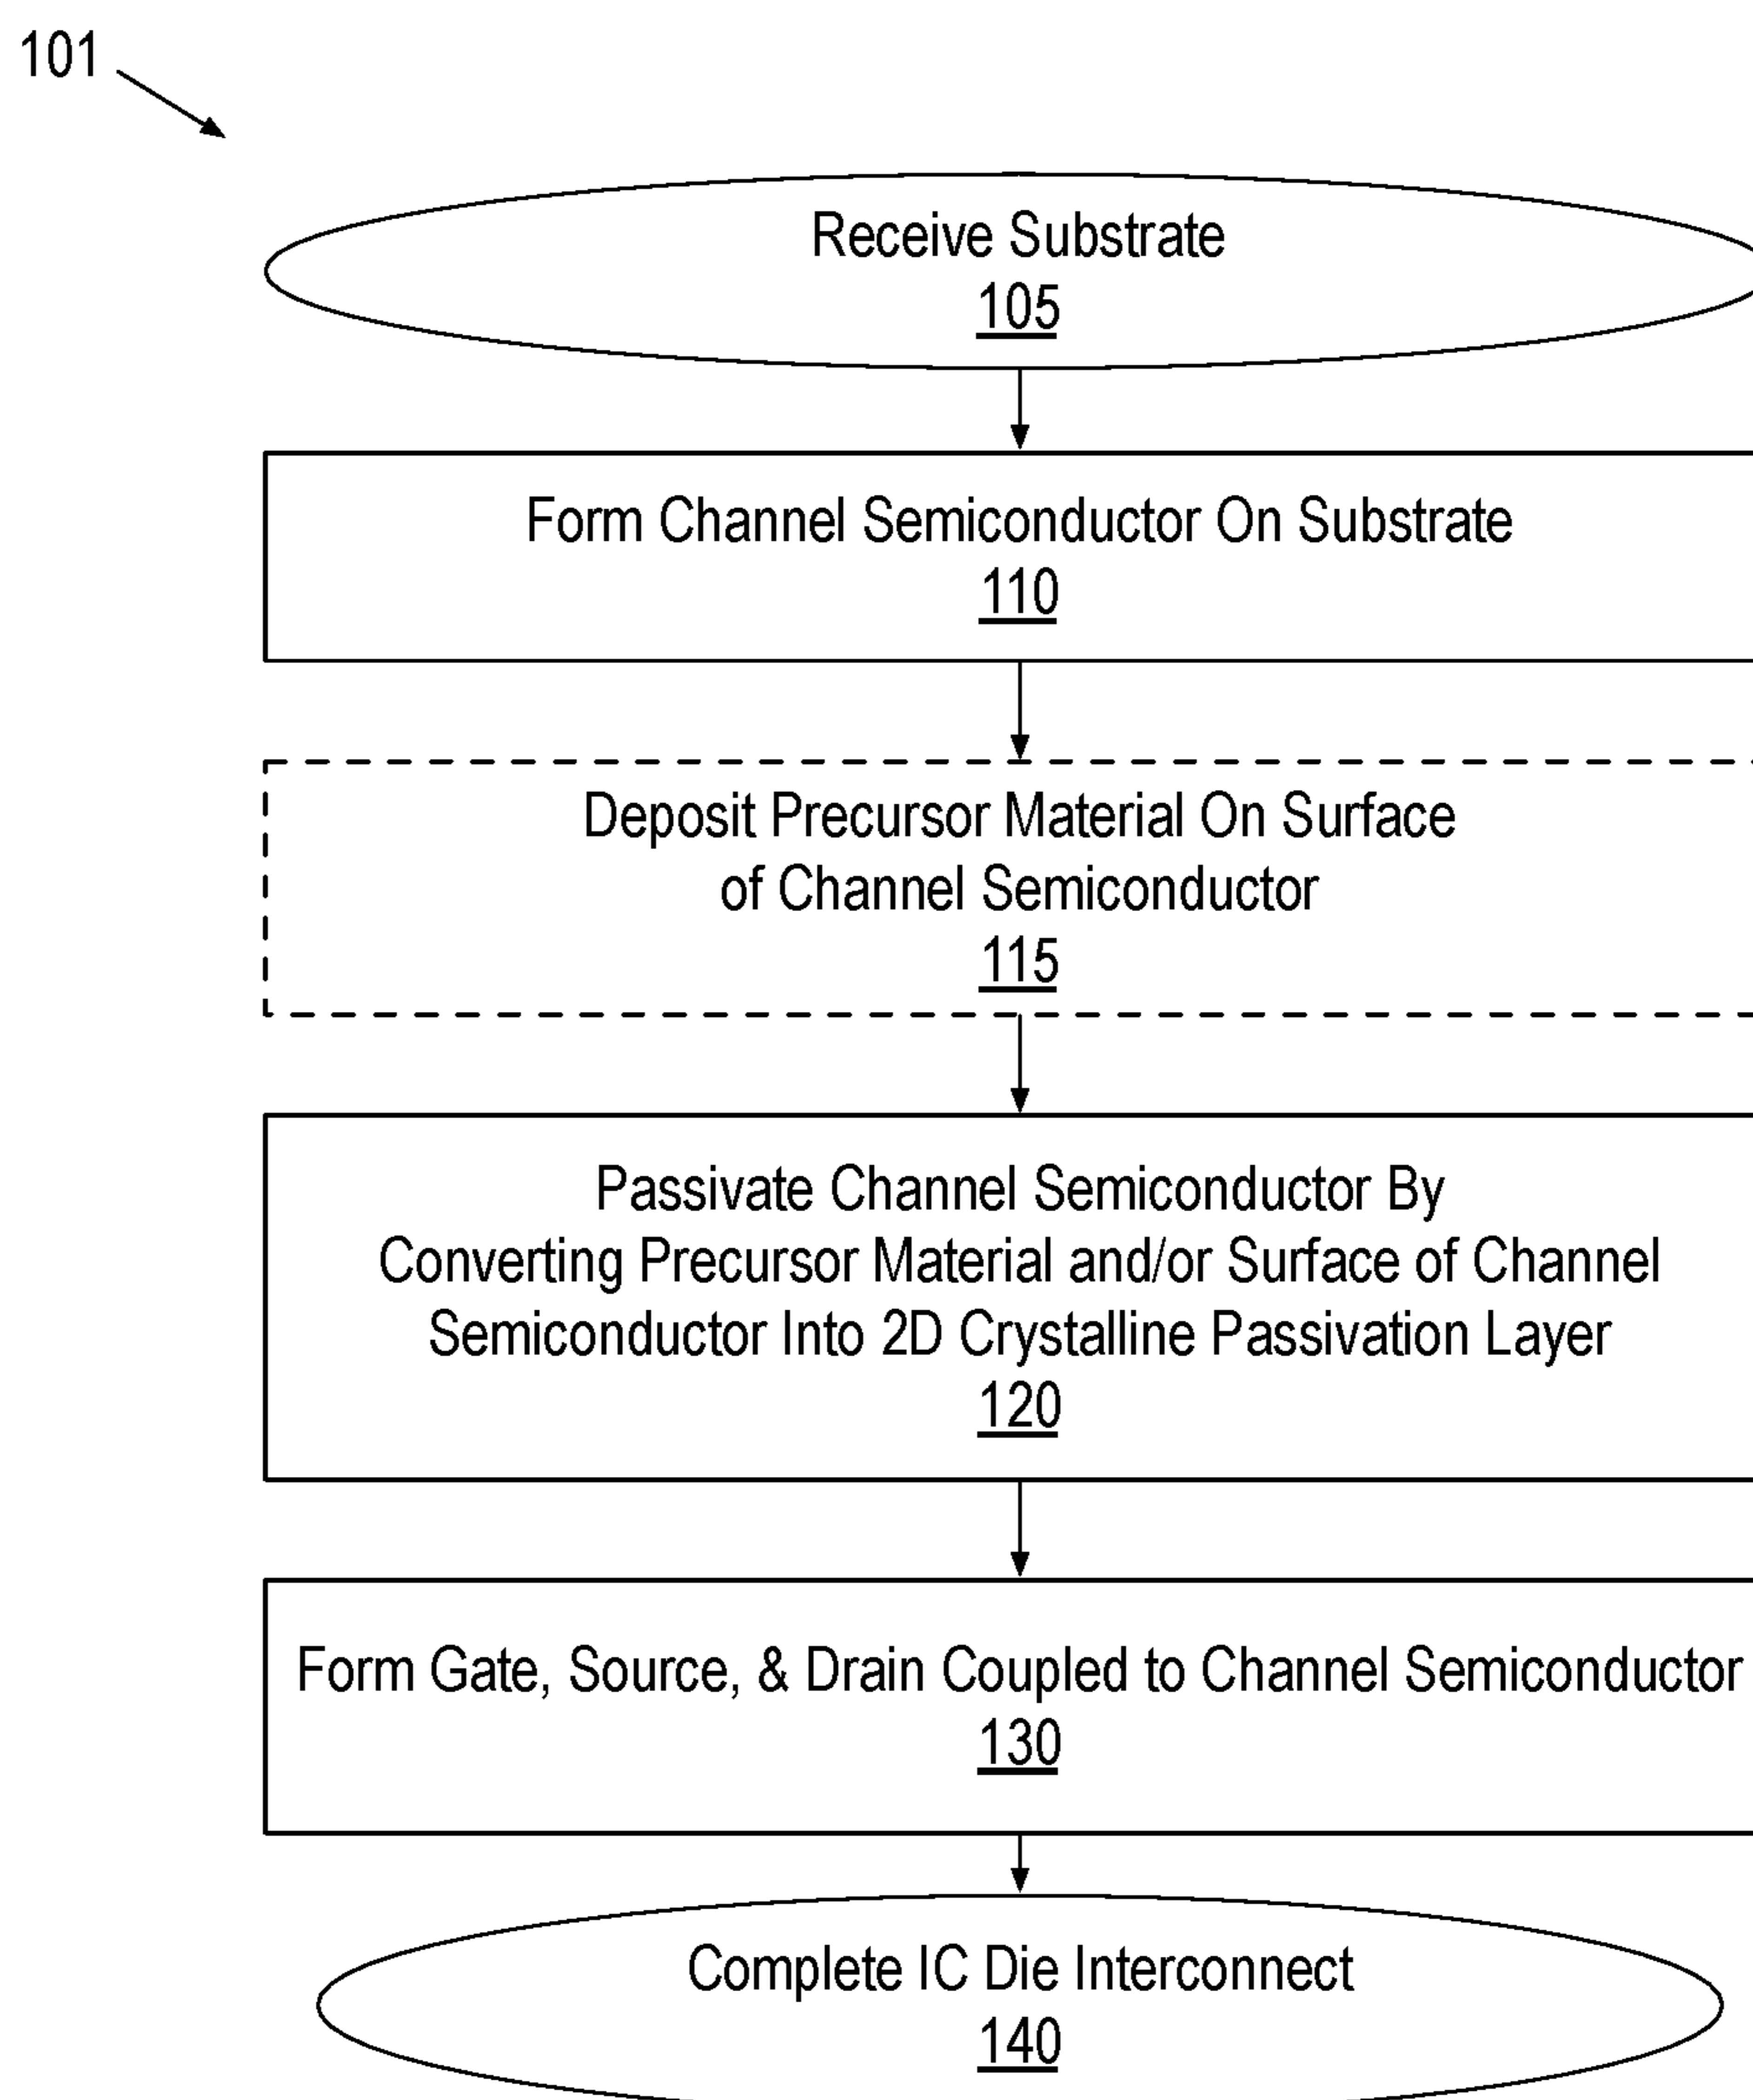 101
Receive Substrate
105
Form Channel Semiconductor On Substrate
110
Deposit Precursor Material On Surface
of Channel Semiconductor
115
Passivate Channel Semiconductor By
Converting Precursor Material and/or Surface of Channel
Semiconductor Into 2D Crystalline Passivation Layer
120
Form Gate, Source, & Drain Coupled to Channel Semiconductor
130
Complete IC Die Interconnect
140